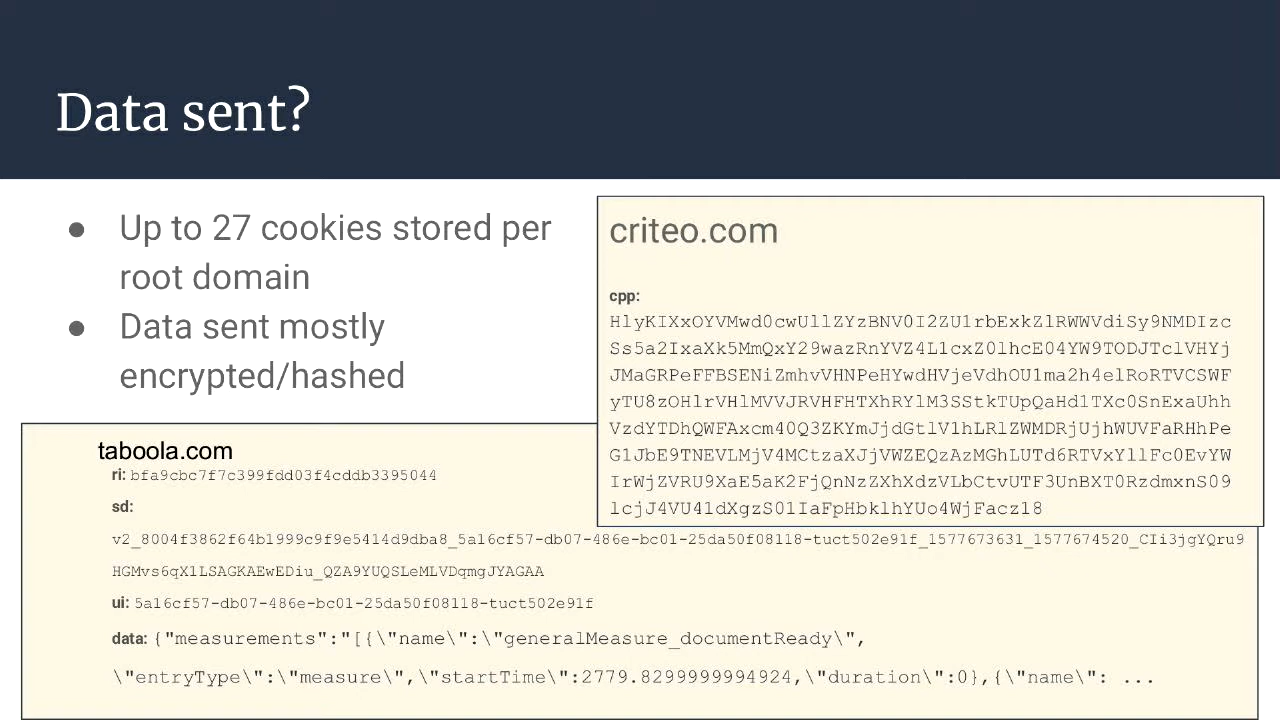 Data sent?
● Up to 27 cookies stored per
root domain
● Data sent mostly
encrypted/hashed
criteo.com
cpp:
HlyKIXxOYVMwd0cwUllZYzBNV0I2ZU1rbExkZlRWWVdiSy9NMDIzc
Ss5a2IxaXk5MmQxY29wazRnYVZ4L1cxZ0lhcE04YW9TODJTclVHYj
JMaGRPeFFBSENiZmhvVHNPeHYwdHVjeVdhOU1ma2h4elRoRTVCSWF
yTU8zOHlrVHlMVVJRVHFHTXhRYlM3SStkTUpQaHd1TXc0SnExaUhh
VzdYTDhQWFAxcm40Q3ZKYmJjdGtlV1hLRlZWMDRjUjhWUVFaRHhPe
G1JbE9TNEVLMjV4MCtzaXJjVWZEQzAzMGhLUTd6RTVxYllFc0EvYW
IrWjZVRU9XaE5aK2FjQnNzZXhXdzVLbCtvUTF3UnBXT0RzdmxnS09
lcjJ4VU41dXgzS01IaFpHbklhYUo4WjFaczl8
taboola.com
ri: bfa9cbc7f7c399fdd03f4cddb3395044
sd:
v2_8004f3862f64b1999c9f9e5414d9dba8_5a16cf57-db07-486e-bc01-25da50f08118-tuct502e91f_1577673631_1577674520_CIi3jgYQru9
HGMvs6qX1LSAGKAEwEDiu_QZA9YUQSLeMLVDqmgJYAGAA
ui: 5a16cf57-db07-486e-bc01-25da50f08118-tuct502e91f
data: {"measurements":"[{\"name\":\"generalMeasure_documentReady\",
\"entryType\":\"measure\",\"startTime\":2779.8299999994924,\"duration\":0},{\"name\": ...